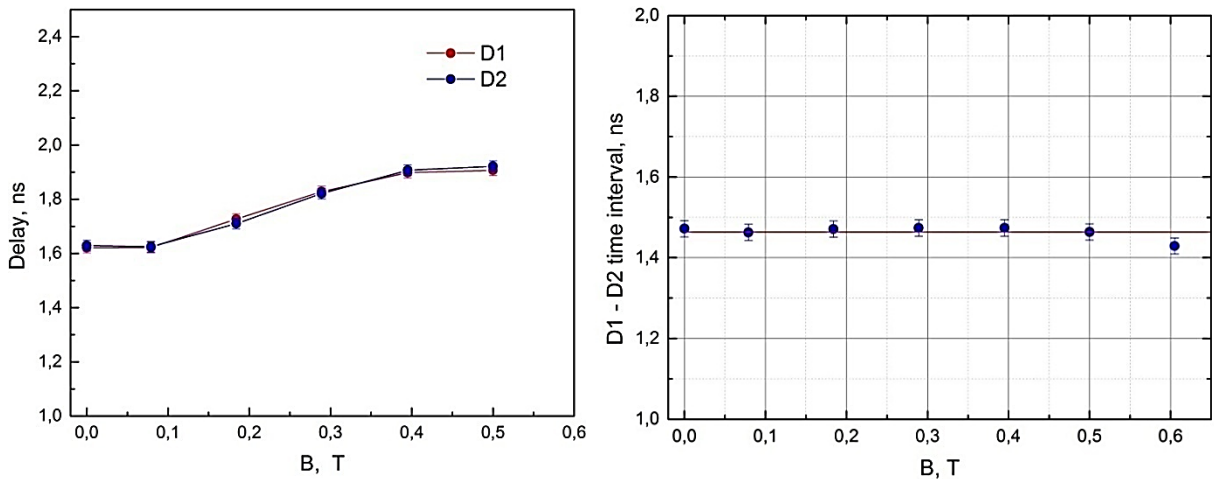 2,4
2,2
2,0
1,8
1,6
1,4
1,2
1,0
Delay, ns
D1
D2
0,0 0,1 0,2 0,3 0,4 0,5 0,6
B, T
2,0
1,8
1,6
1,4
1,2
1,0
D1 - D2 time interval, ns
0,0 0,1 0,2 0,3 0,4 0,5 0,6
B, T